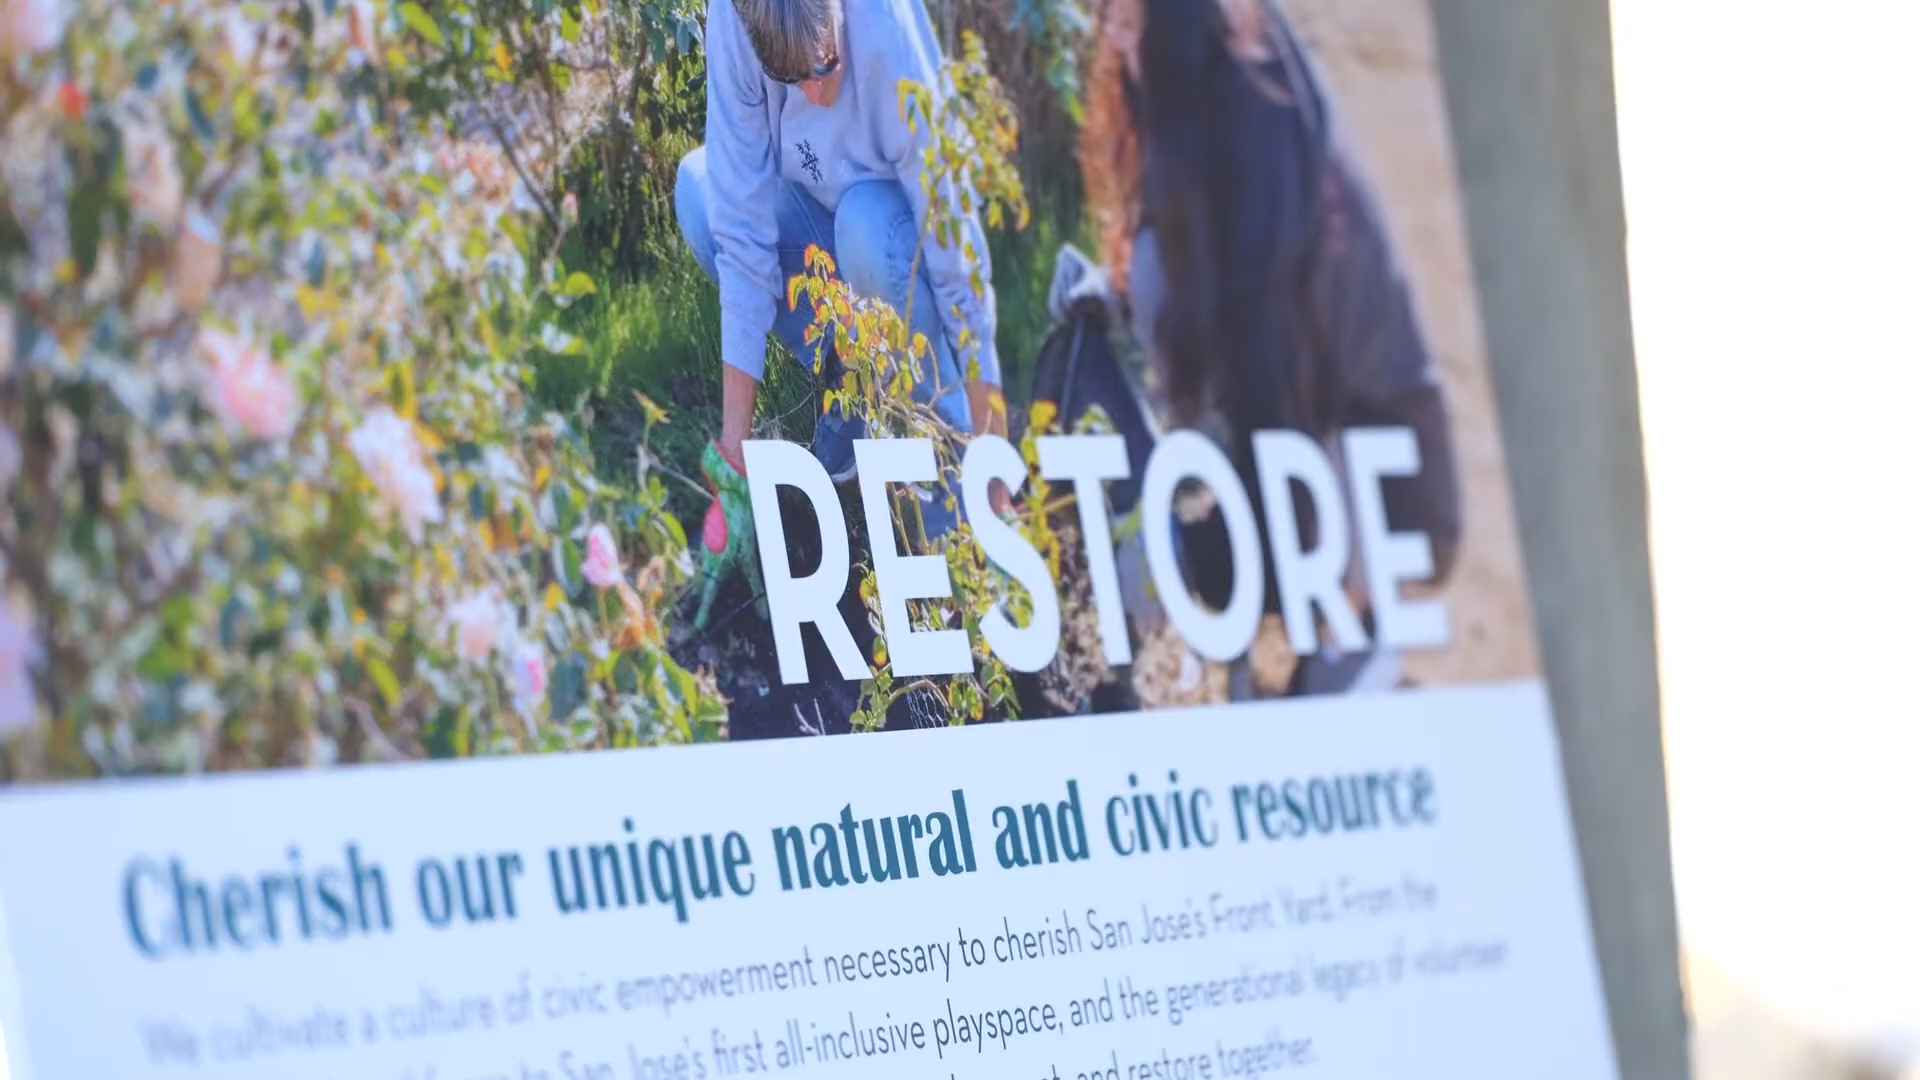 RESTORE
Cherish our unique natural and civic resource
We cultivate a culture of civic empowerment necessary to cherish San Jose's Front Yard. From the
to San Jose's first all-inclusive playspace, and the generational legacy of volunteer
and restore together.